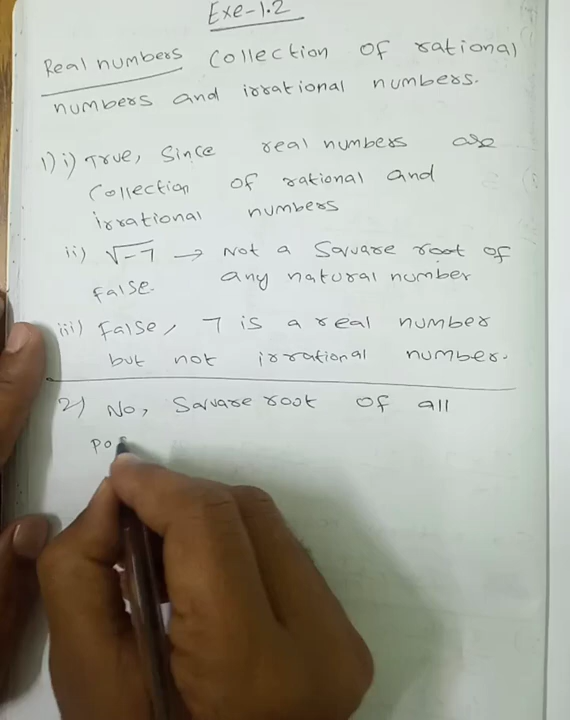 Exe-1.2
Real numbers Collection of rational
numbers and irrational numbers.
1) i) True, Since real numbers are
Collection of rational and
irrational numbers
ii) √-7 → Not a Square root of
False. any natural number
iii) False, 7 is a real number
but not irrational number.
2) No, Square root of all
Pos